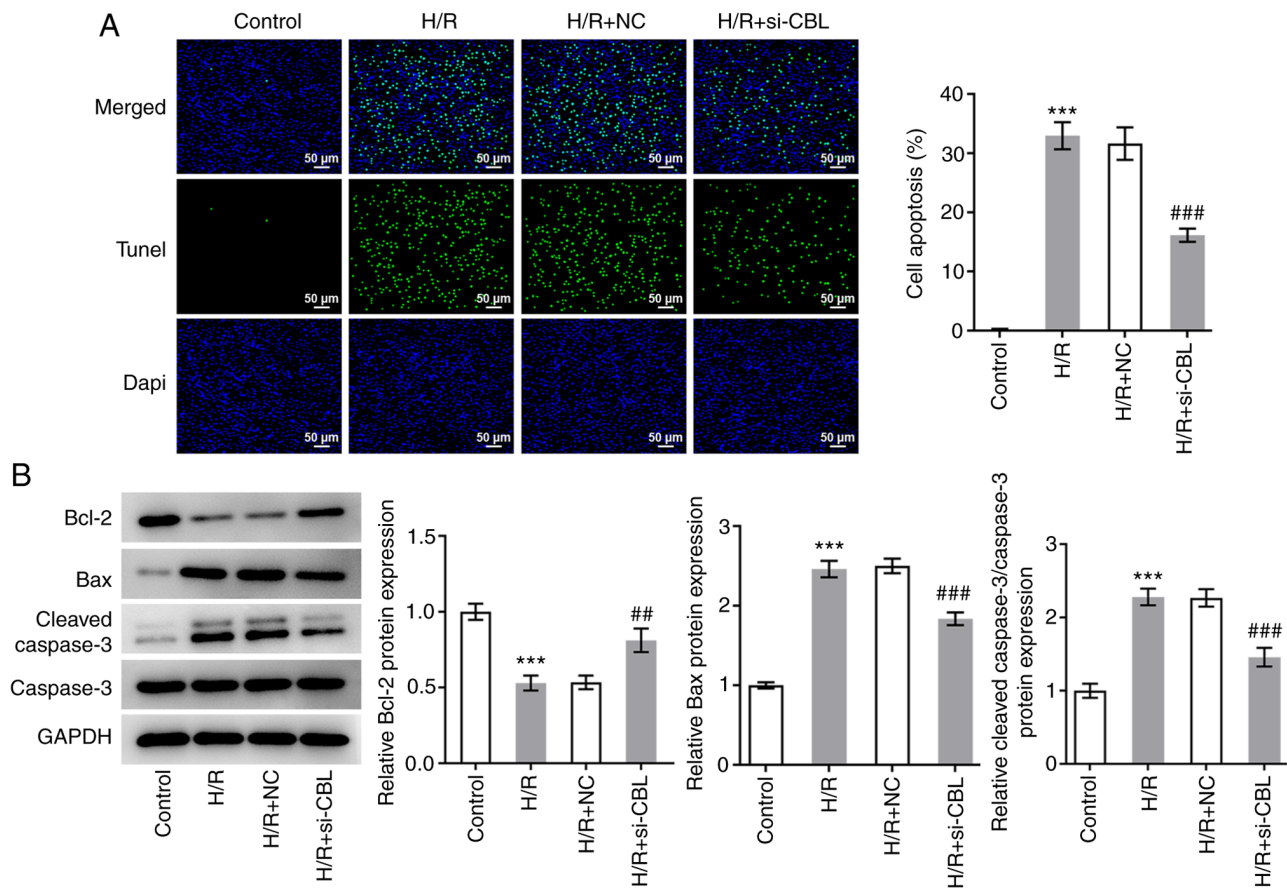 A
Control
H/R
H/R+NC
H/R+si-CBL
Merged
50 µm
50 µm
50 µm
50 µm
Tunel
50 µm
50 µm
50 µm
50 µm
Dapi
50 µm
50 µm
50 µm
50 µm
Cell apoptosis (%)
40
30
20
10
0
***
###
Control
H/R
H/R+NC
H/R+si-CBL
B
Bcl-2
Bax
Cleaved
caspase-3
Caspase-3
GAPDH
Control
H/R
H/R+NC
H/R+si-CBL
Relative Bcl-2 protein expression
1.5
1.0
0.5
0.0
***
##
Control
H/R
H/R+NC
H/R+si-CBL
Relative Bax protein expression
3
2
1
0
***
###
Control
H/R
H/R+NC
H/R+si-CBL
Relative cleaved caspase-3/caspase-3
protein expression
3
2
1
0
***
###
Control
H/R
H/R+NC
H/R+si-CBL